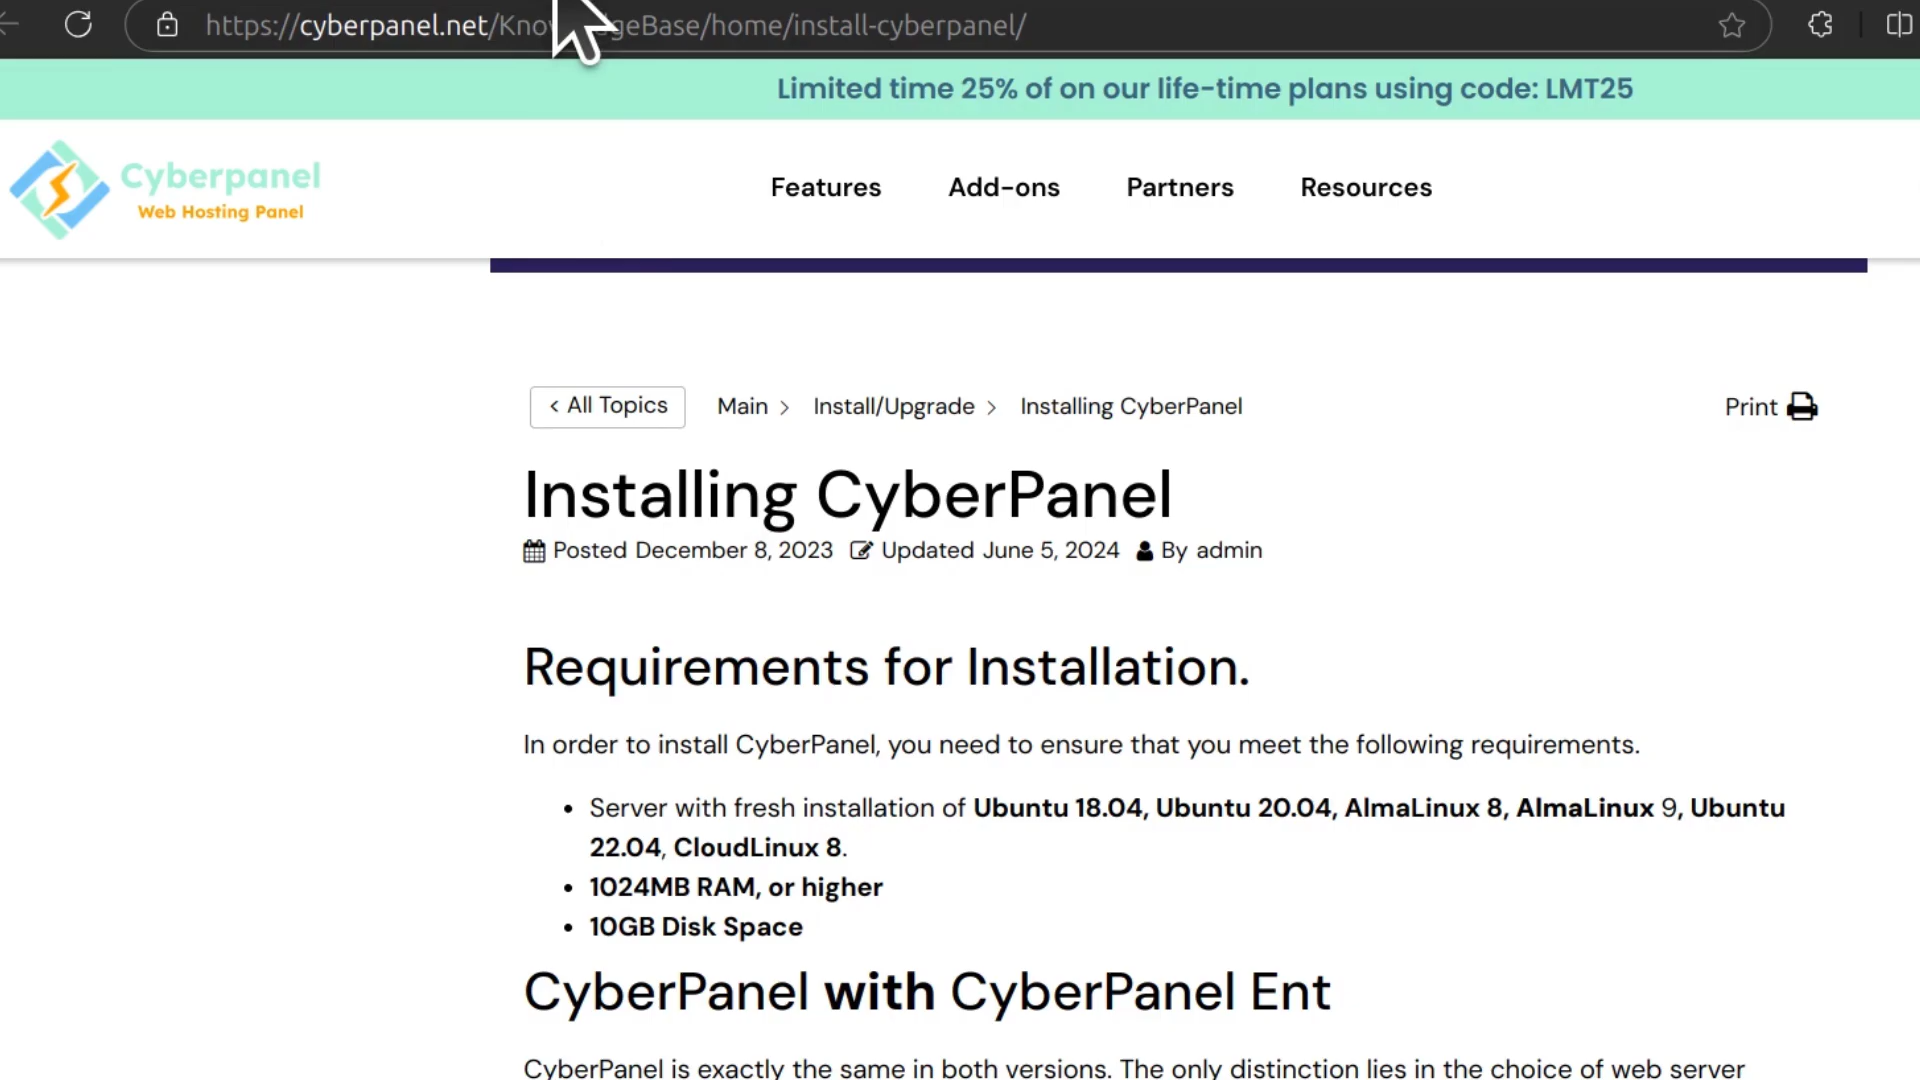 https://cyberpanel.net/Kno geBase/home/install-cyberpanel/
Limited time 25% of on our life-time plans using code: LMT25
Cyberpanel
Web Hosting Panel
Features Add-ons Partners Resources
< All Topics Main > Install/Upgrade > Installing CyberPanel Print
Installing CyberPanel
Posted December 8, 2023 Updated June 5, 2024 By admin
Requirements for Installation.
In order to install CyberPanel, you need to ensure that you meet the following requirements.
• Server with fresh installation of Ubuntu 18.04, Ubuntu 20.04, AlmaLinux 8, AlmaLinux 9, Ubuntu
22.04, CloudLinux 8.
• 1024MB RAM, or higher
• 10GB Disk Space
CyberPanel with CyberPanel Ent
CyberPanel is exactly the same in both versions. The only distinction lies in the choice of web server